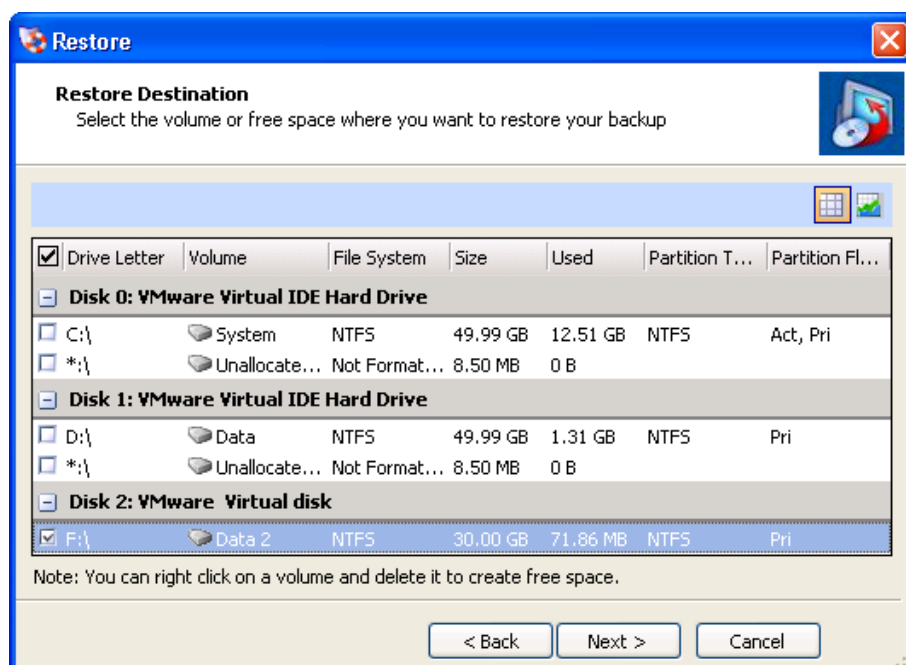 Restore
Restore Destination
Select the volume or free space where you want to restore your backup
Drive Letter Volume File System Size Used Partition T... Partition Fl...
Disk 0: VMware Virtual IDE Hard Drive
C:\ System NTFS 49.99 GB 12.51 GB NTFS Act, Pri
*:\ Unallocate... Not Format... 8.50 MB 0 B
Disk 1: VMware Virtual IDE Hard Drive
D:\ Data NTFS 49.99 GB 1.31 GB NTFS Pri
*:\ Unallocate... Not Format... 8.50 MB 0 B
Disk 2: VMware Virtual disk
F:\ Data 2 NTFS 30.00 GB 71.86 MB NTFS Pri
Note: You can right click on a volume and delete it to create free space.
< Back Next > Cancel